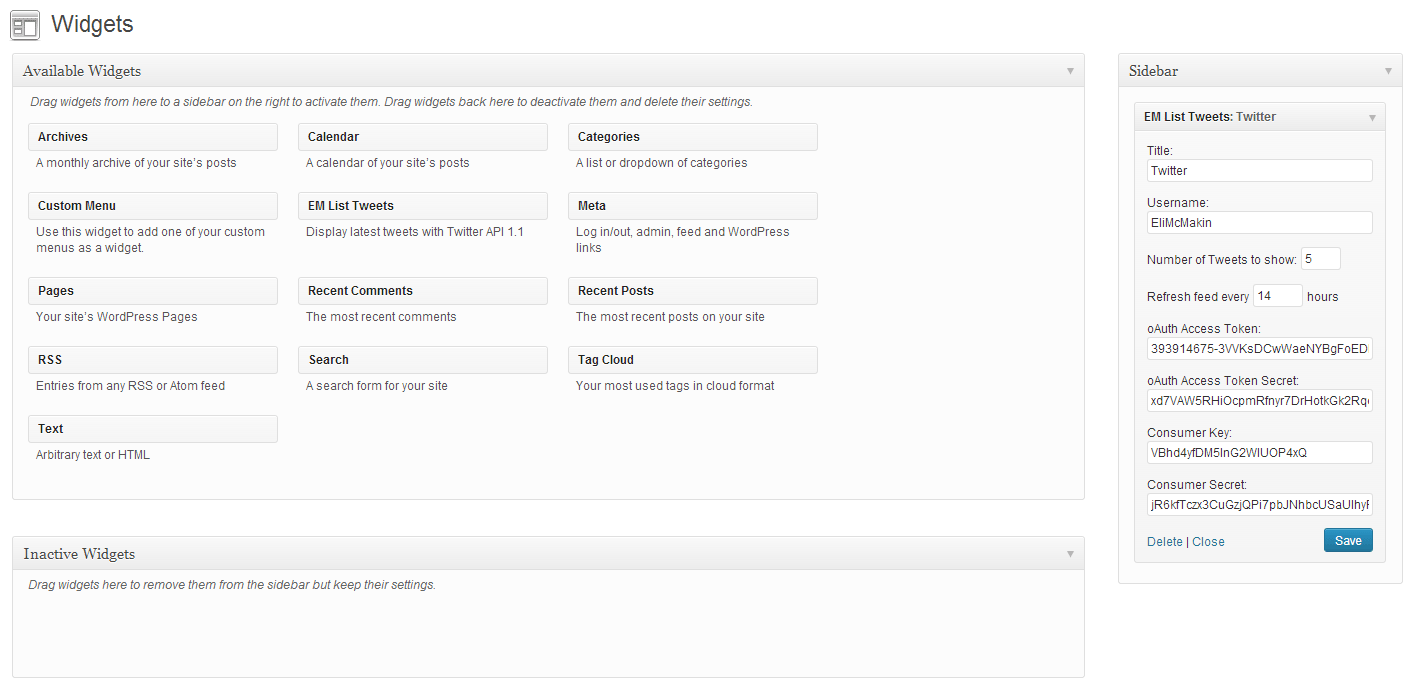 Widgets
Available Widgets
Drag widgets from here to a sidebar on the right to activate them. Drag widgets back here to deactivate them and delete their settings.
Archives
A monthly archive of your site's posts
Calendar
A calendar of your site's posts
Categories
A list or dropdown of categories
Custom Menu
Use this widget to add one of your custom
menus as a widget.
EM List Tweets
Display latest tweets with Twitter API 1.1
Meta
Log in/out, admin, feed and WordPress
links
Pages
Your site's WordPress Pages
Recent Comments
The most recent comments
Recent Posts
The most recent posts on your site
RSS
Entries from any RSS or Atom feed
Search
A search form for your site
Tag Cloud
Your most used tags in cloud format
Text
Arbitrary text or HTML
Inactive Widgets
Drag widgets here to remove them from the sidebar but keep their settings.
Sidebar
EM List Tweets: Twitter
Title:
Twitter
Username:
EliMcMakin
Number of Tweets to show: 5
Refresh feed every 14 hours
oAuth Access Token:
oAuth Access Token Secret:
Consumer Key:
Consumer Secret:
Delete | Close
Save